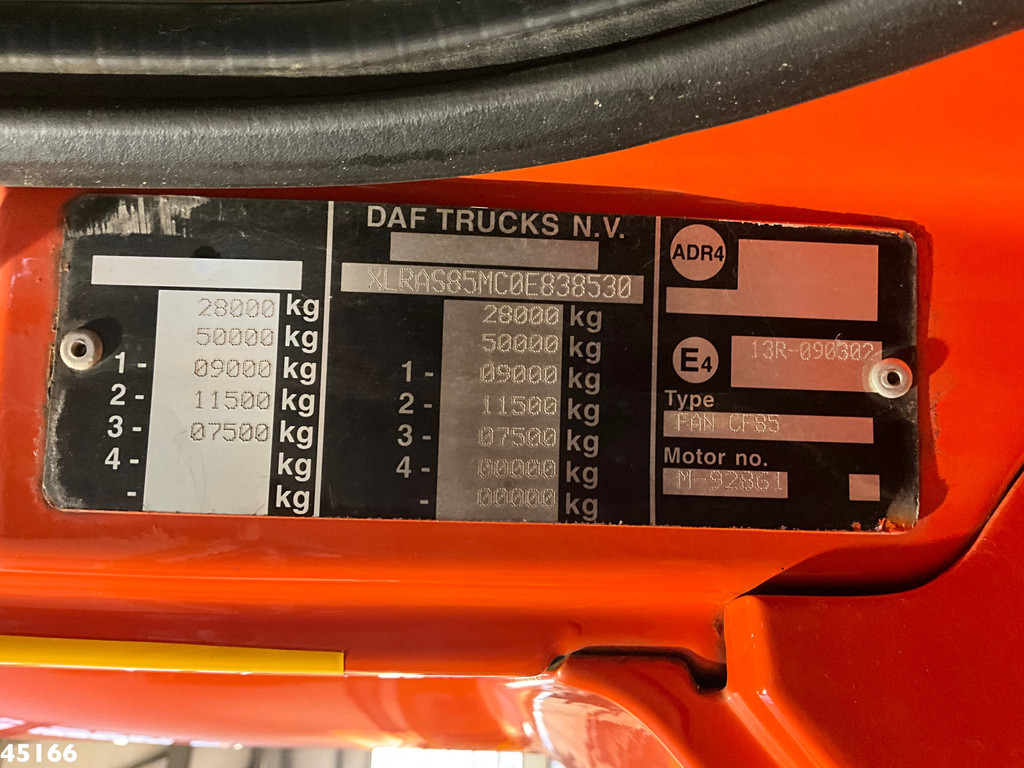 28000 kg
50000 kg
1 - 09000 kg
2 - 11500 kg
3 - 07500 kg
4 - kg
- kg
DAF TRUCKS N.V.
XLRAS85MC0E838530
28000 kg
50000 kg
1 - 09000 kg
2 - 11500 kg
3 - 07500 kg
4 - 00000 kg
- 00000 kg
ADR4
E4 13R-090302
Type
FAN CF85
Motor no.
M-92861
45166